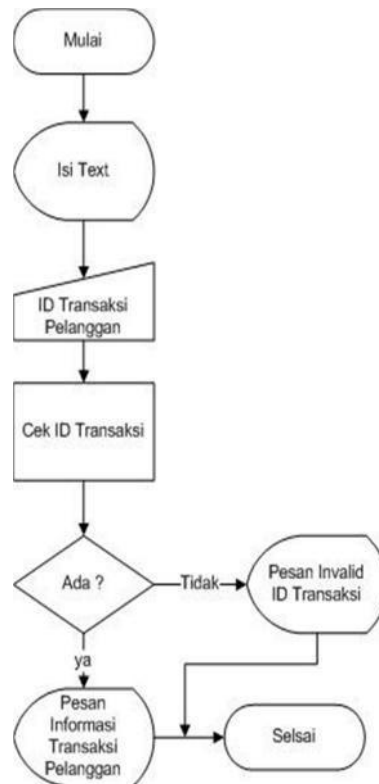 Mulai
Isi Text
ID Transaksi
Pelanggan
Cek ID Transaksi
Ada ?
Tidak
Pesan Invalid
ID Transaksi
ya
Pesan
Informasi
Transaksi
Pelanggan
Selsai